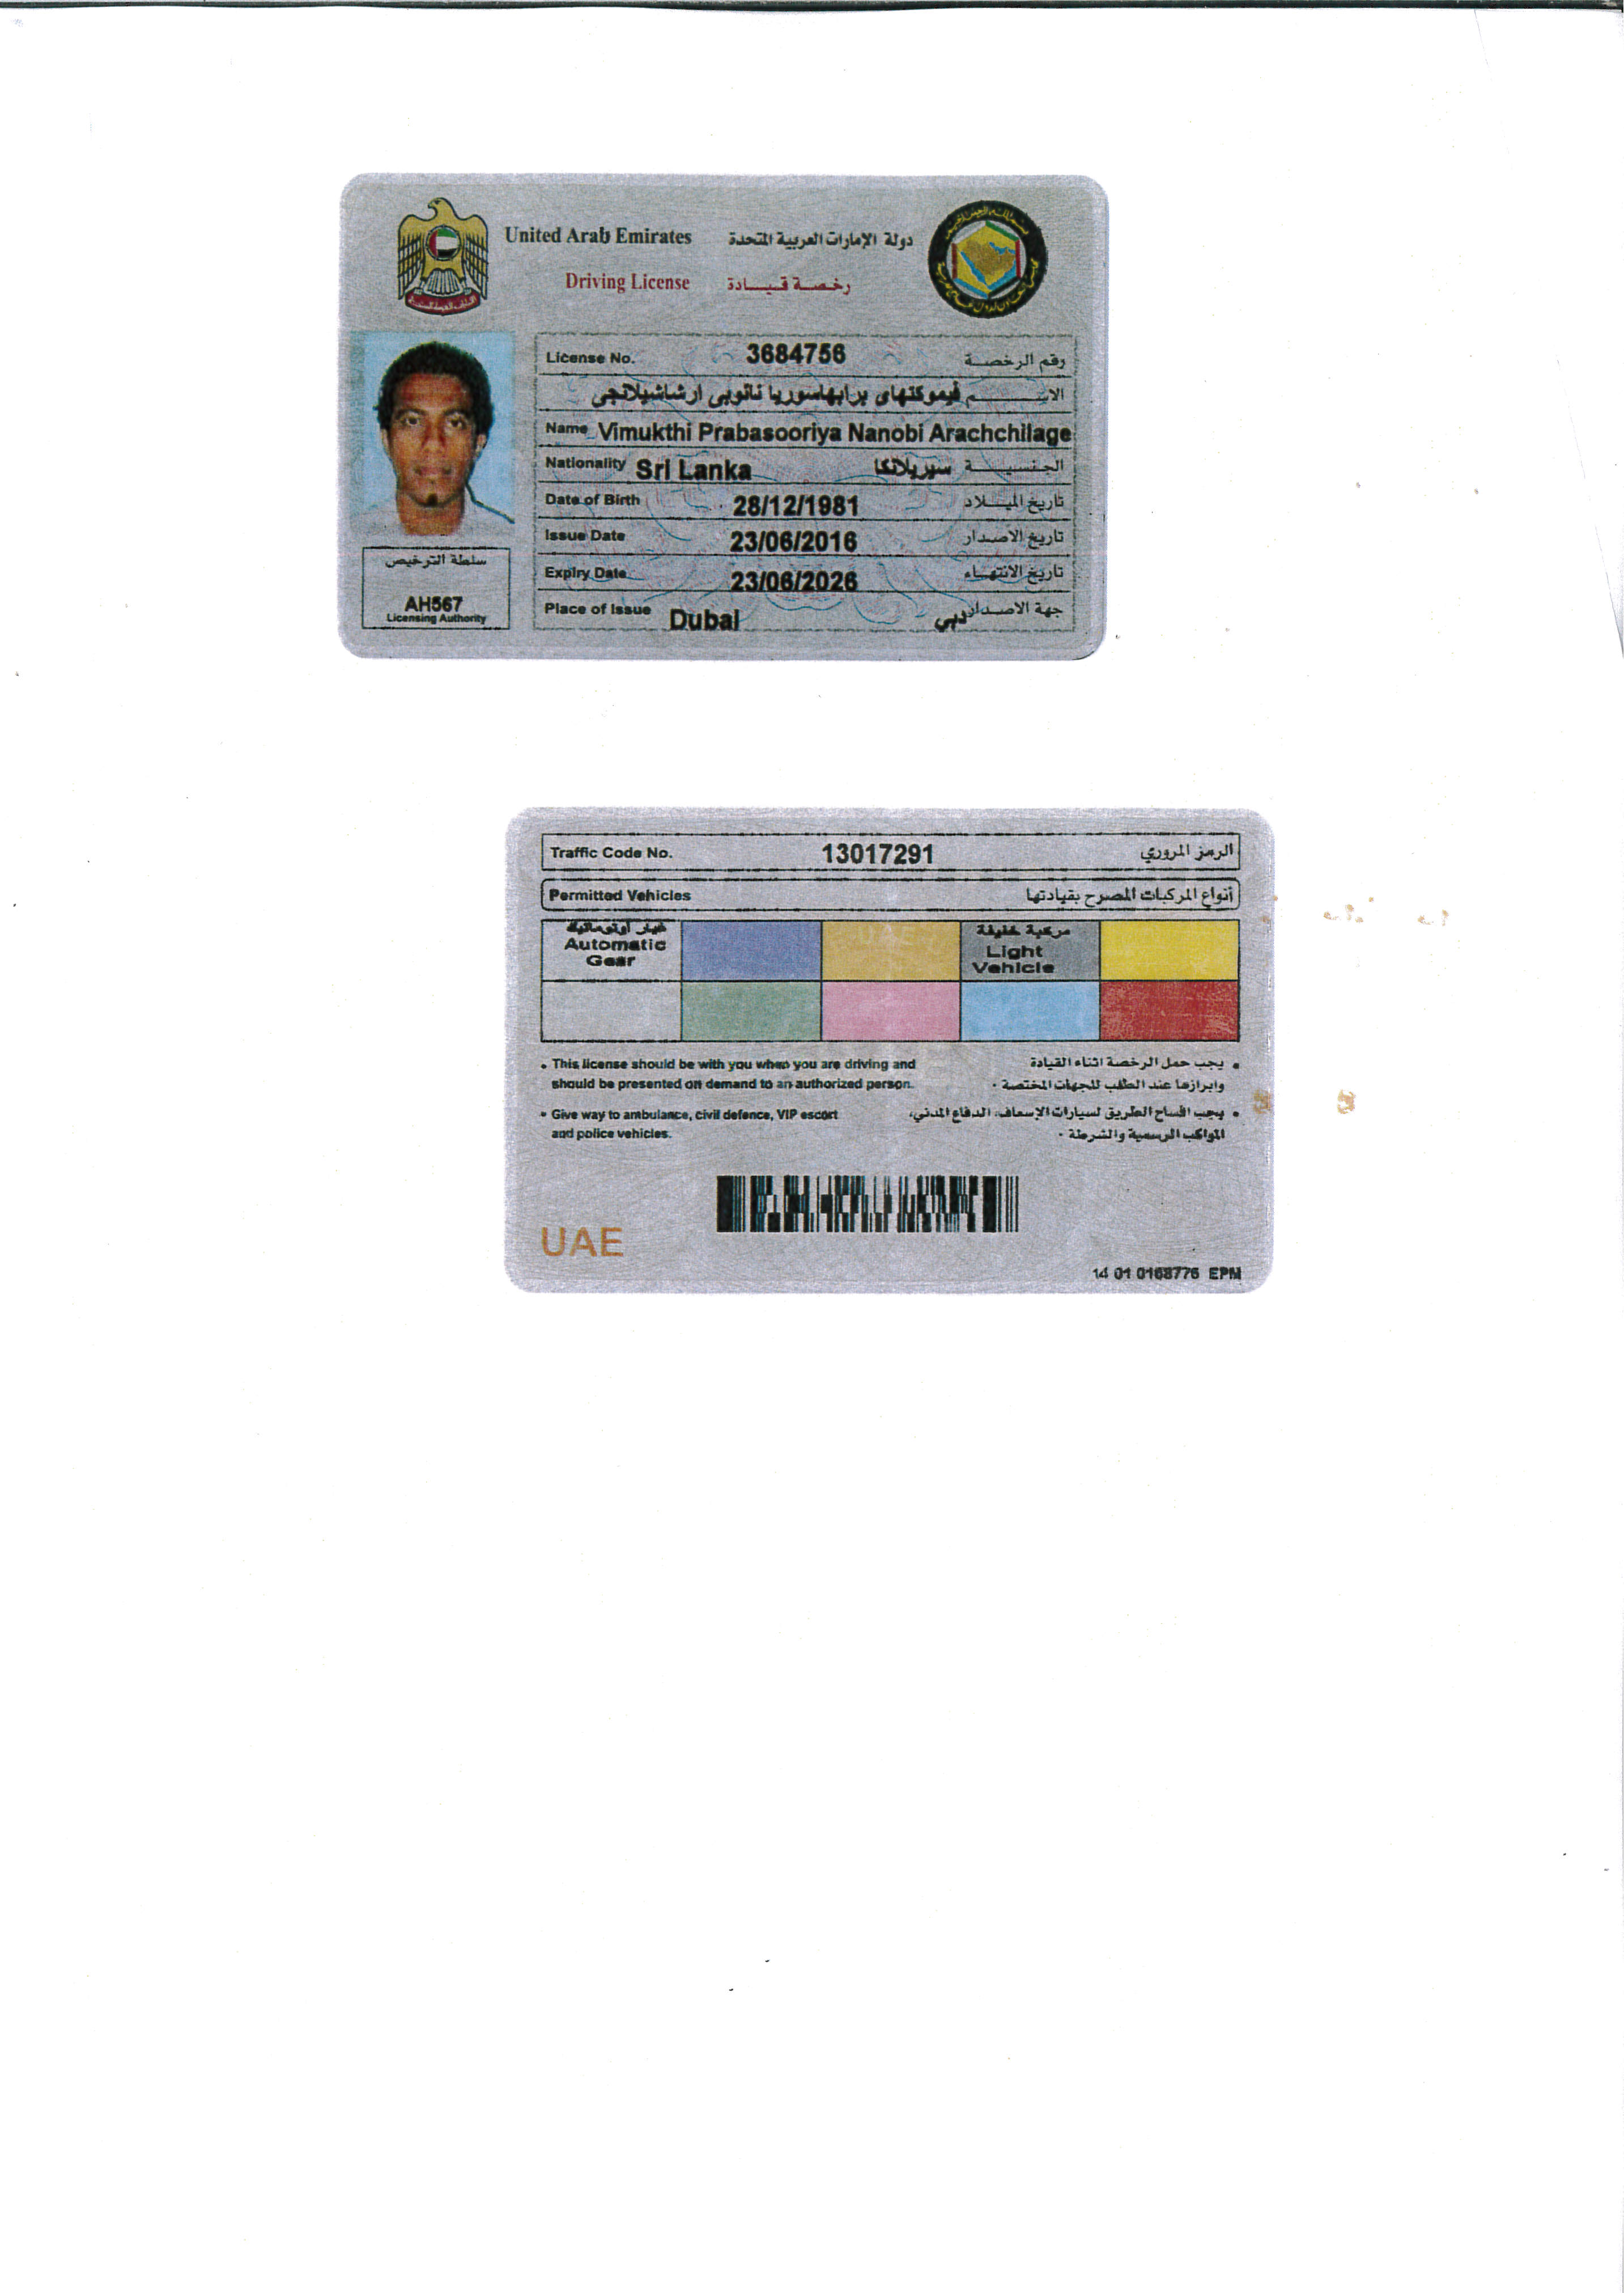 United Arab Emirates دولة الإمارات العربية المتحدة
Driving License رخصة قيادة
License No. 3684756 رقم الرخصة
الاسم فيموكتهاى برابهاسوريا نانوبى ارشاشيلانجى
Name Vimukthi Prabasooriya Nanobi Arachchilage
Nationality Sri Lanka سيريلانكا الجنسية
Date of Birth 28/12/1981 تاريخ الميلاد
Issue Date 23/06/2016 تاريخ الاصدار
Expiry Date 23/06/2026 تاريخ الانتهاء
Place of Issue Dubai دبي جهة الاصدار
سلطة الترخيص
AH567
Licensing Authority
Traffic Code No. 13017291 الرمز المروري
Permitted Vehicles أنواع المركبات المصرح بقيادتها
غيار أوتوماتيك
Automatic
Gear
مركبة خفيفة
Light
Vehicle
• This license should be with you when you are driving and
should be presented on demand to an authorized person.
• يجب حمل الرخصة اثناء القيادة
وابرازها عند الطلب للجهات المختصة •
• Give way to ambulance, civil defence, VIP escort
and police vehicles.
• يجب افساح الطريق لسيارات الإسعاف، الدفاع المدني،
المواكب الرسمية والشرطة •
UAE
14 01 0168776 EPM